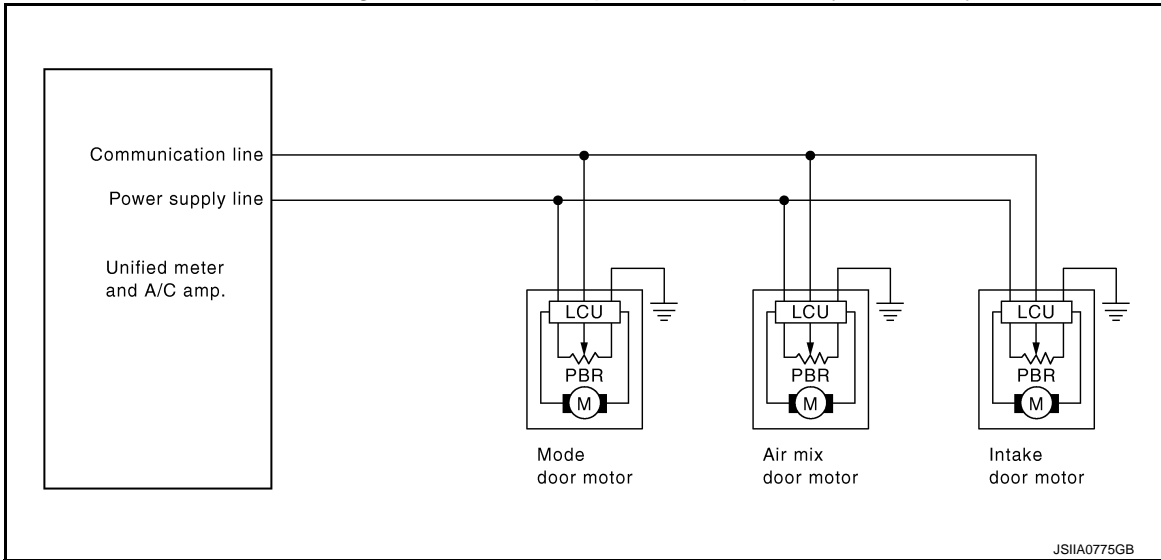 Communication line
Power supply line
Unified meter
and A/C amp.
LCU
PBR
M
Mode
door motor
LCU
PBR
M
Air mix
door motor
LCU
PBR
M
Intake
door motor
JSIIA0775GB